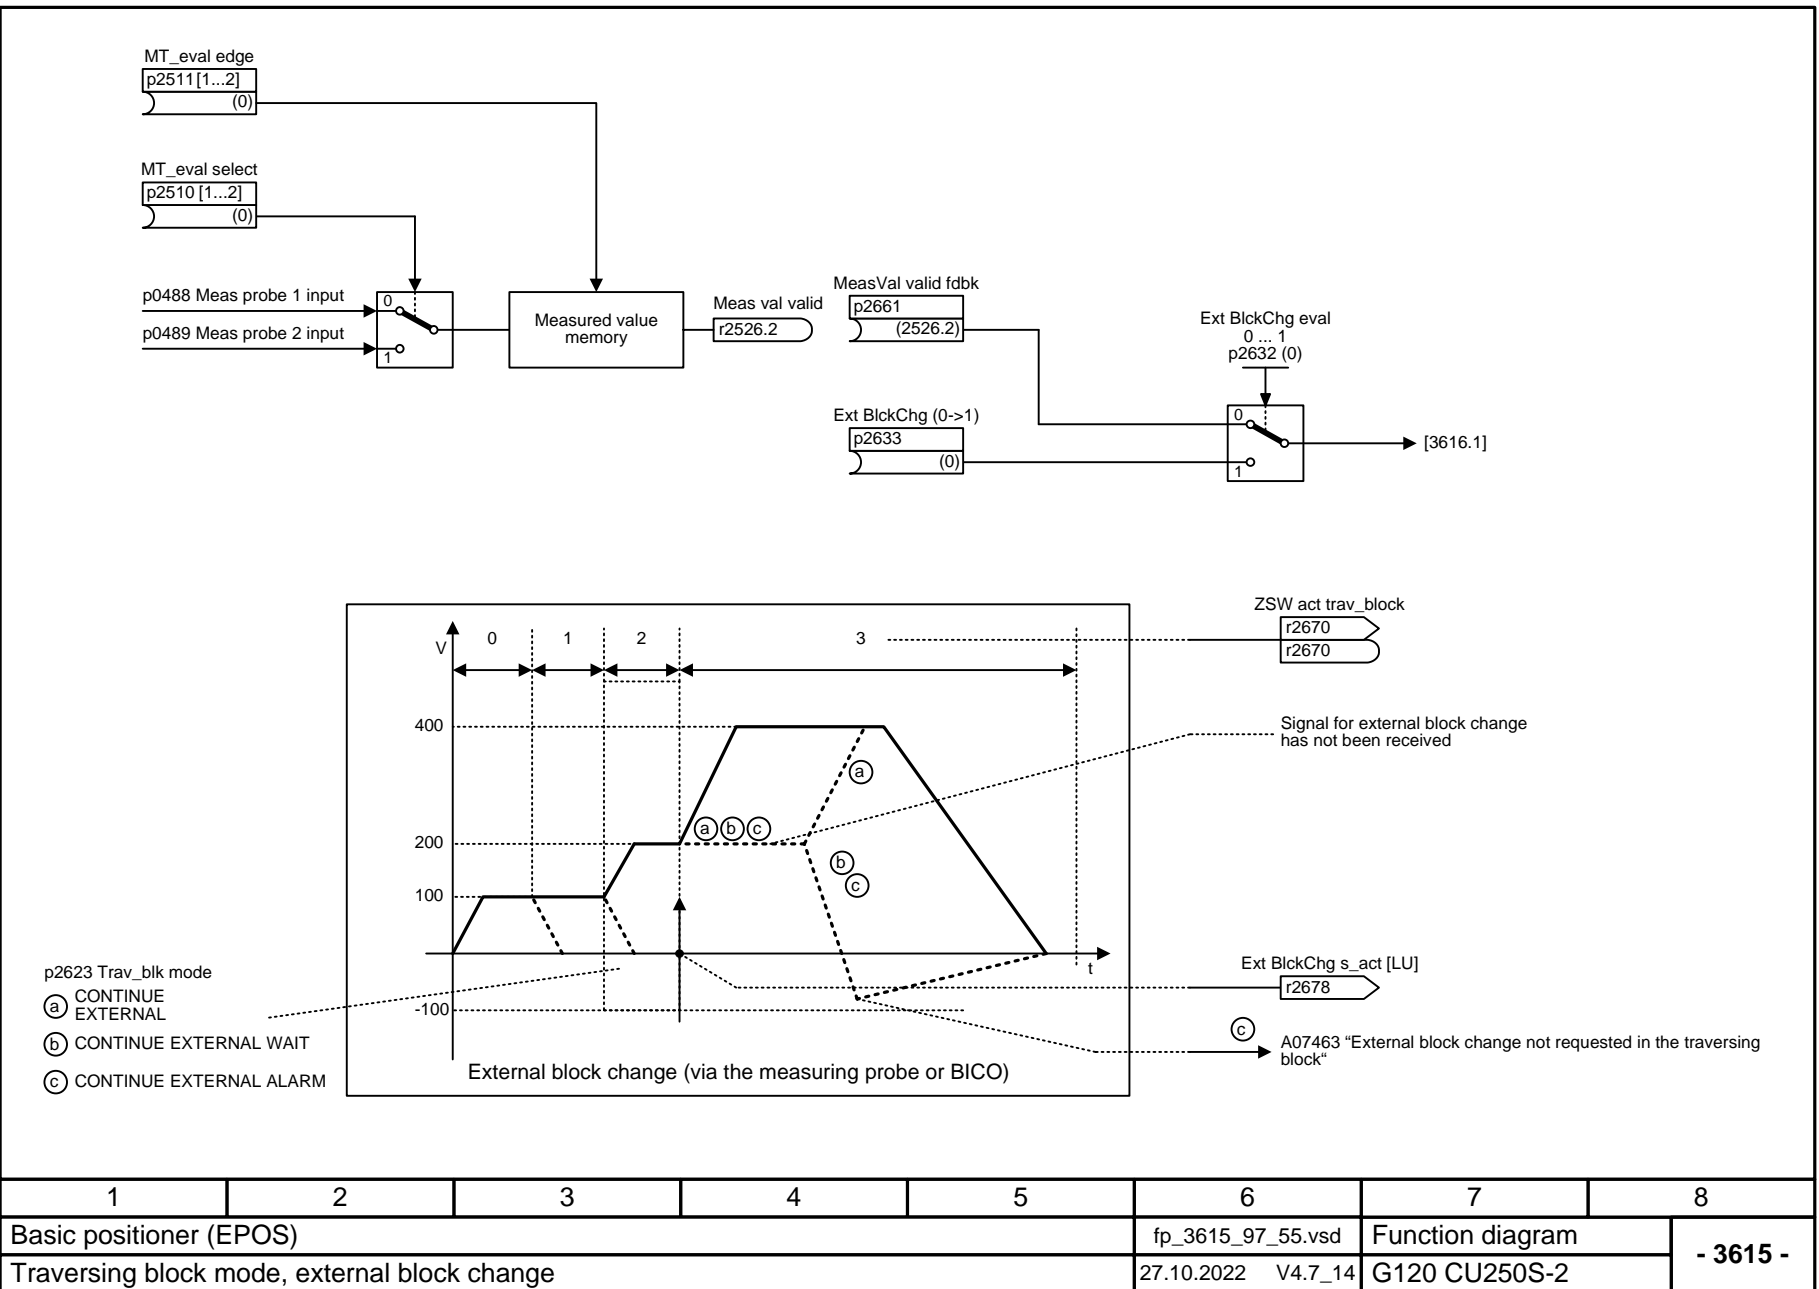 MT_eval edge
p2511[1...2]
(0)
MT_eval select
p2510 [1...2]
(0)
p0488 Meas probe 1 input
p0489 Meas probe 2 input
0
1
Measured value
memory
Meas val valid
r2526.2
MeasVal valid fdbk
p2661
(2526.2)
Ext BlckChg (0->1)
p2633
(0)
Ext BlckChg eval
0 ... 1
p2632 (0)
0
1
[3616.1]
V
0
1
2
3
400
200
100
-100
a
a b c
b
c
t
External block change (via the measuring probe or BICO)
ZSW act trav_block
r2670
r2670
Signal for external block change
has not been received
Ext BlckChg s_act [LU]
r2678
c
A07463 “External block change not requested in the traversing
block“
p2623 Trav_blk mode
a CONTINUE
EXTERNAL
b CONTINUE EXTERNAL WAIT
c CONTINUE EXTERNAL ALARM
1 2 3 4 5 6 7 8
Basic positioner (EPOS)
fp_3615_97_55.vsd
Function diagram
- 3615 -
Traversing block mode, external block change
27.10.2022 V4.7_14
G120 CU250S-2